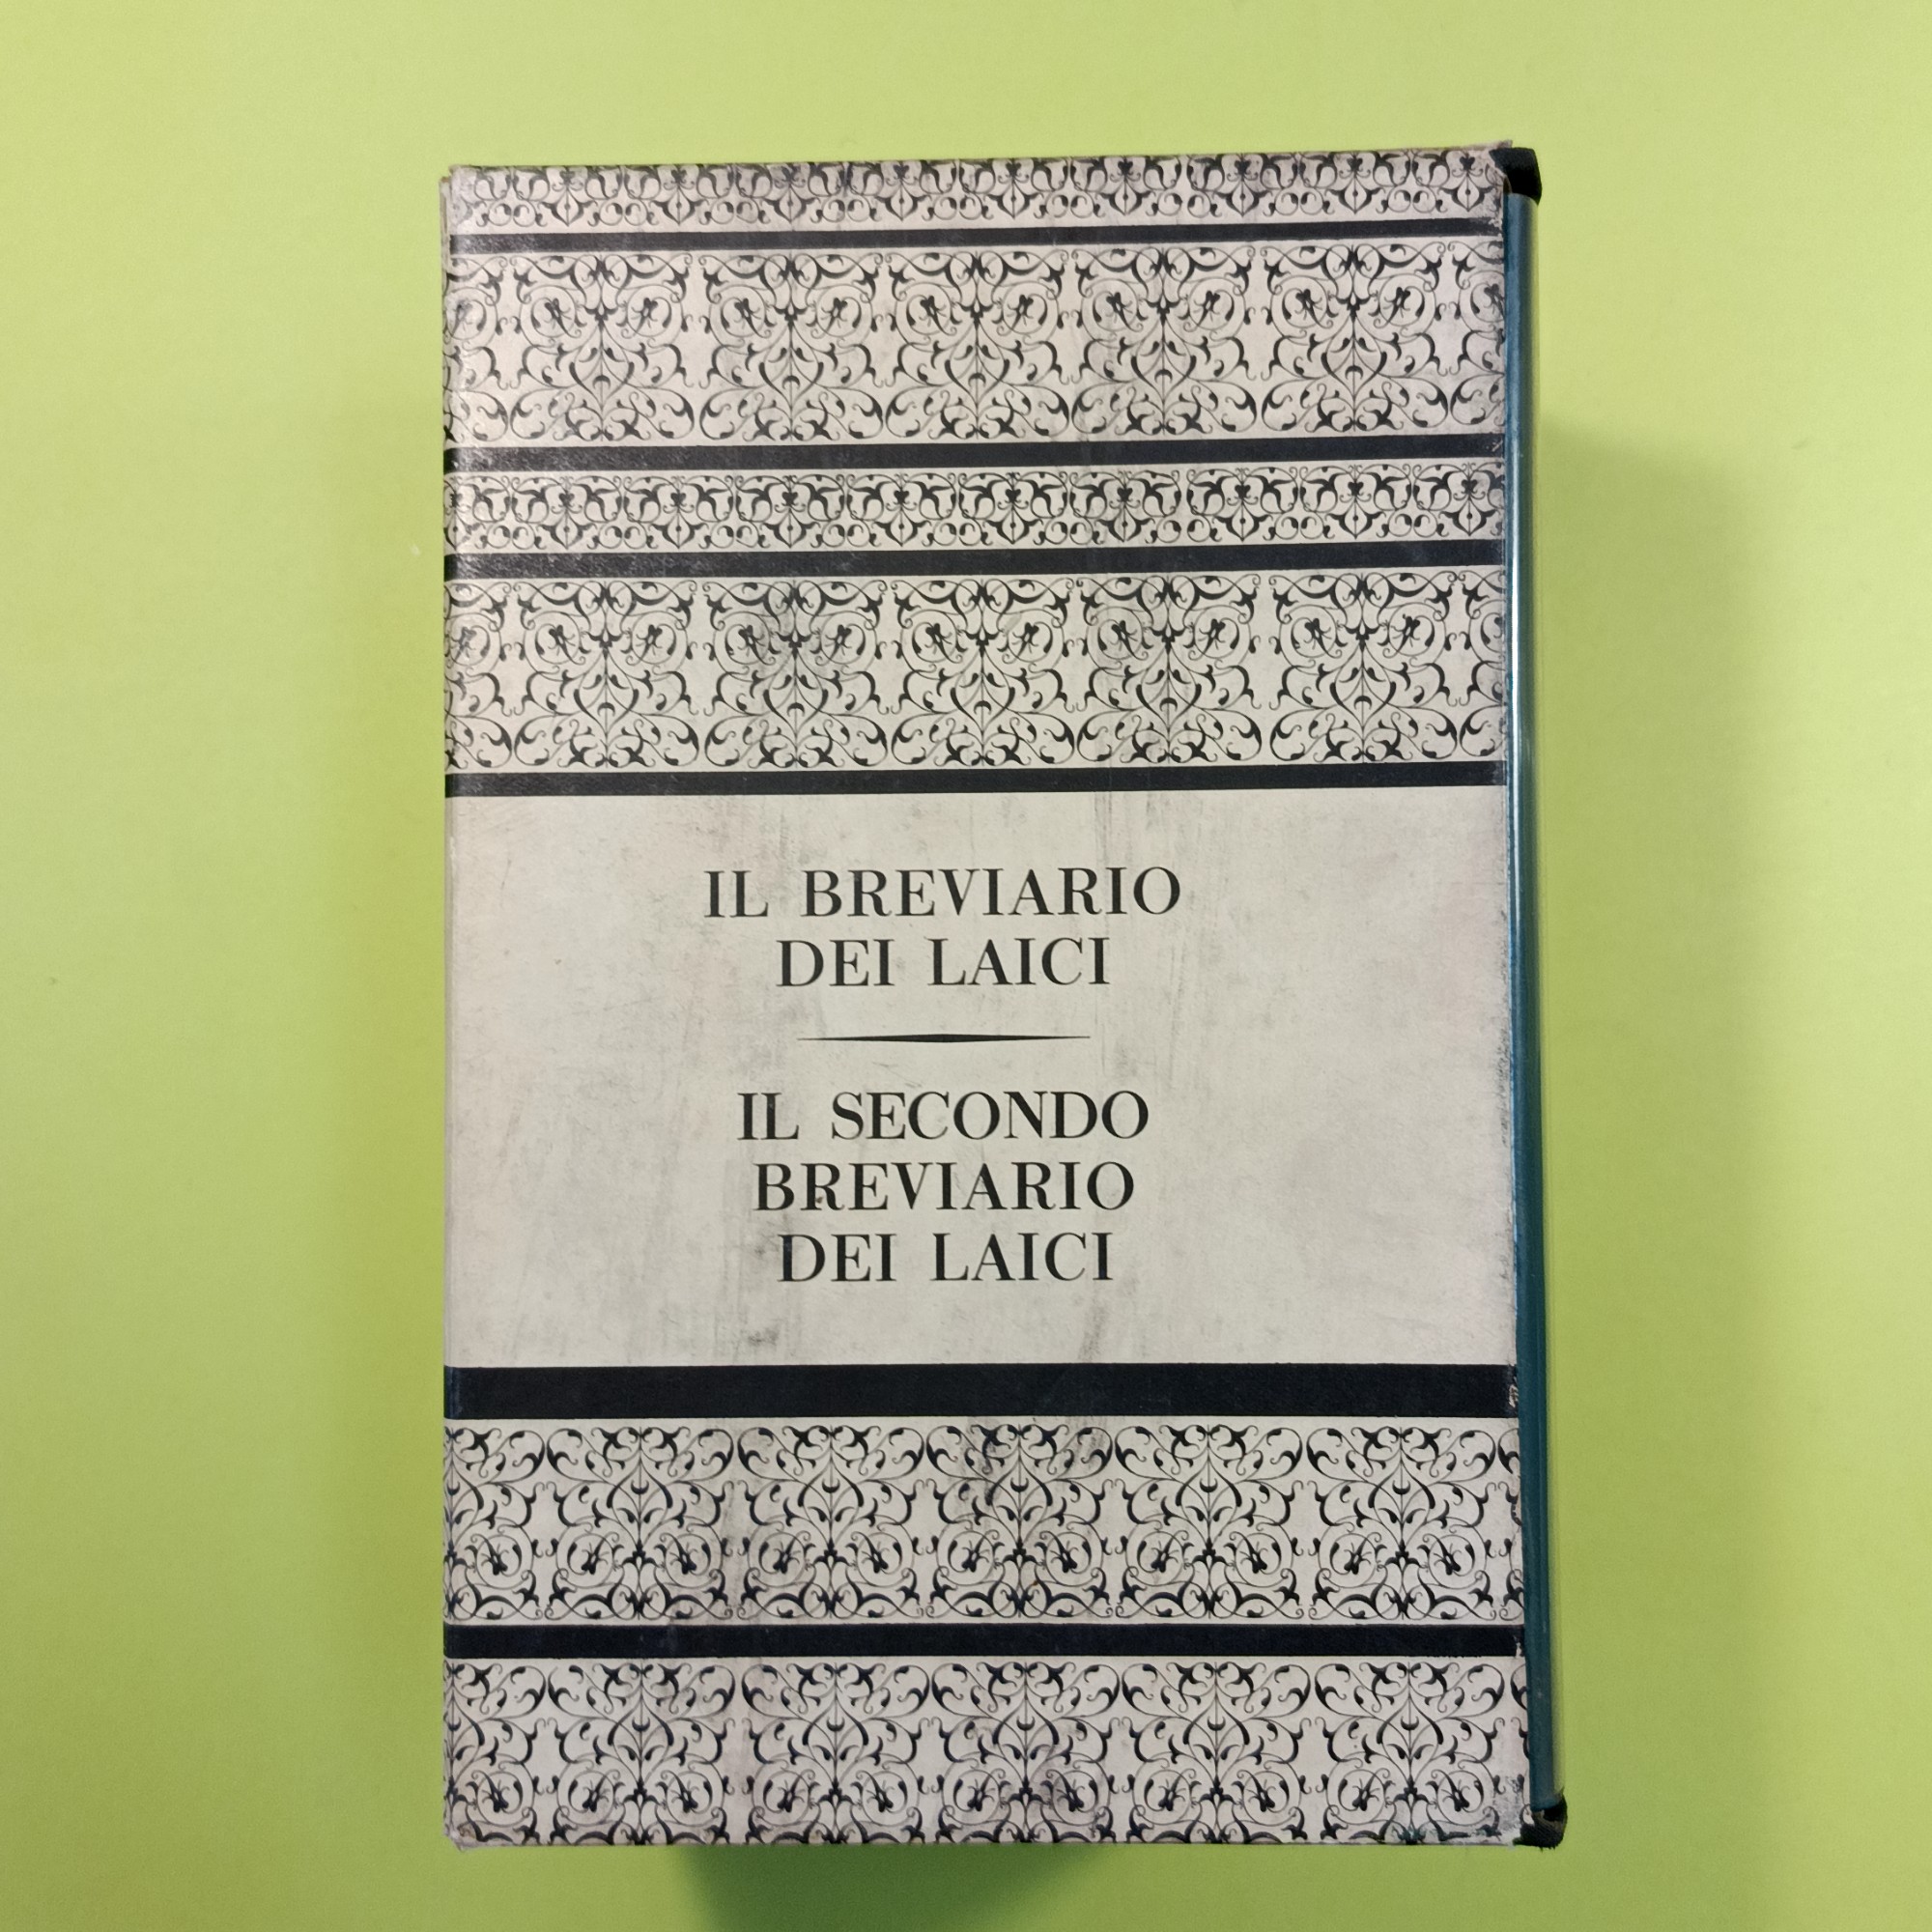 IL BREVIARIO
DEI LAICI
IL SECONDO
BREVIARIO
DEI LAICI